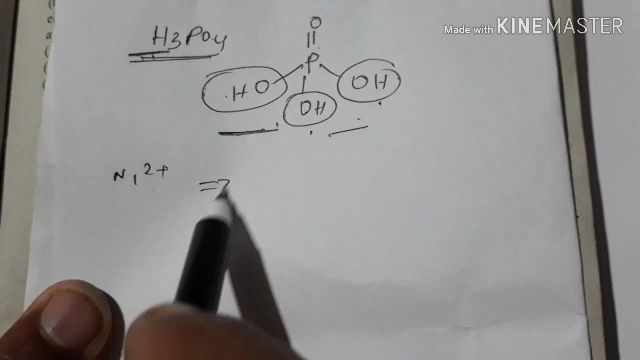 Made with KINEMASTER
H3PO4
O
||
P
HO
OH
OH
Ni2+ =>